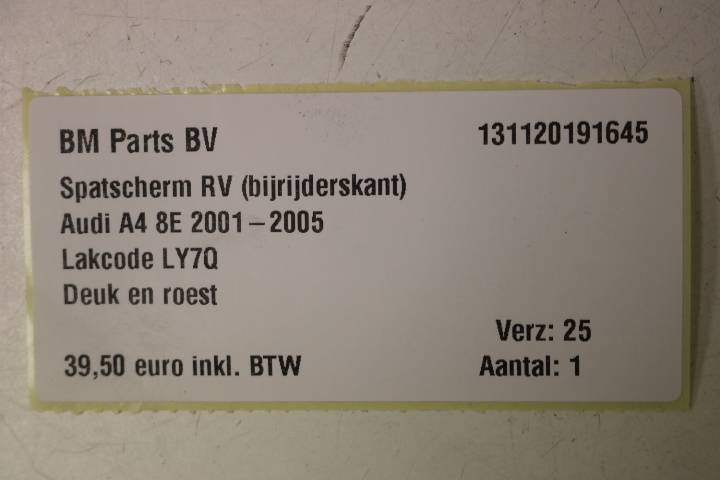 BM Parts BV 131120191645
Spatscherm RV (bijrijderskant)
Audi A4 8E 2001-2005
Lakcode LY7Q
Deuk en roest
Verz: 25
39,50 euro inkl. BTW Aantal: 1